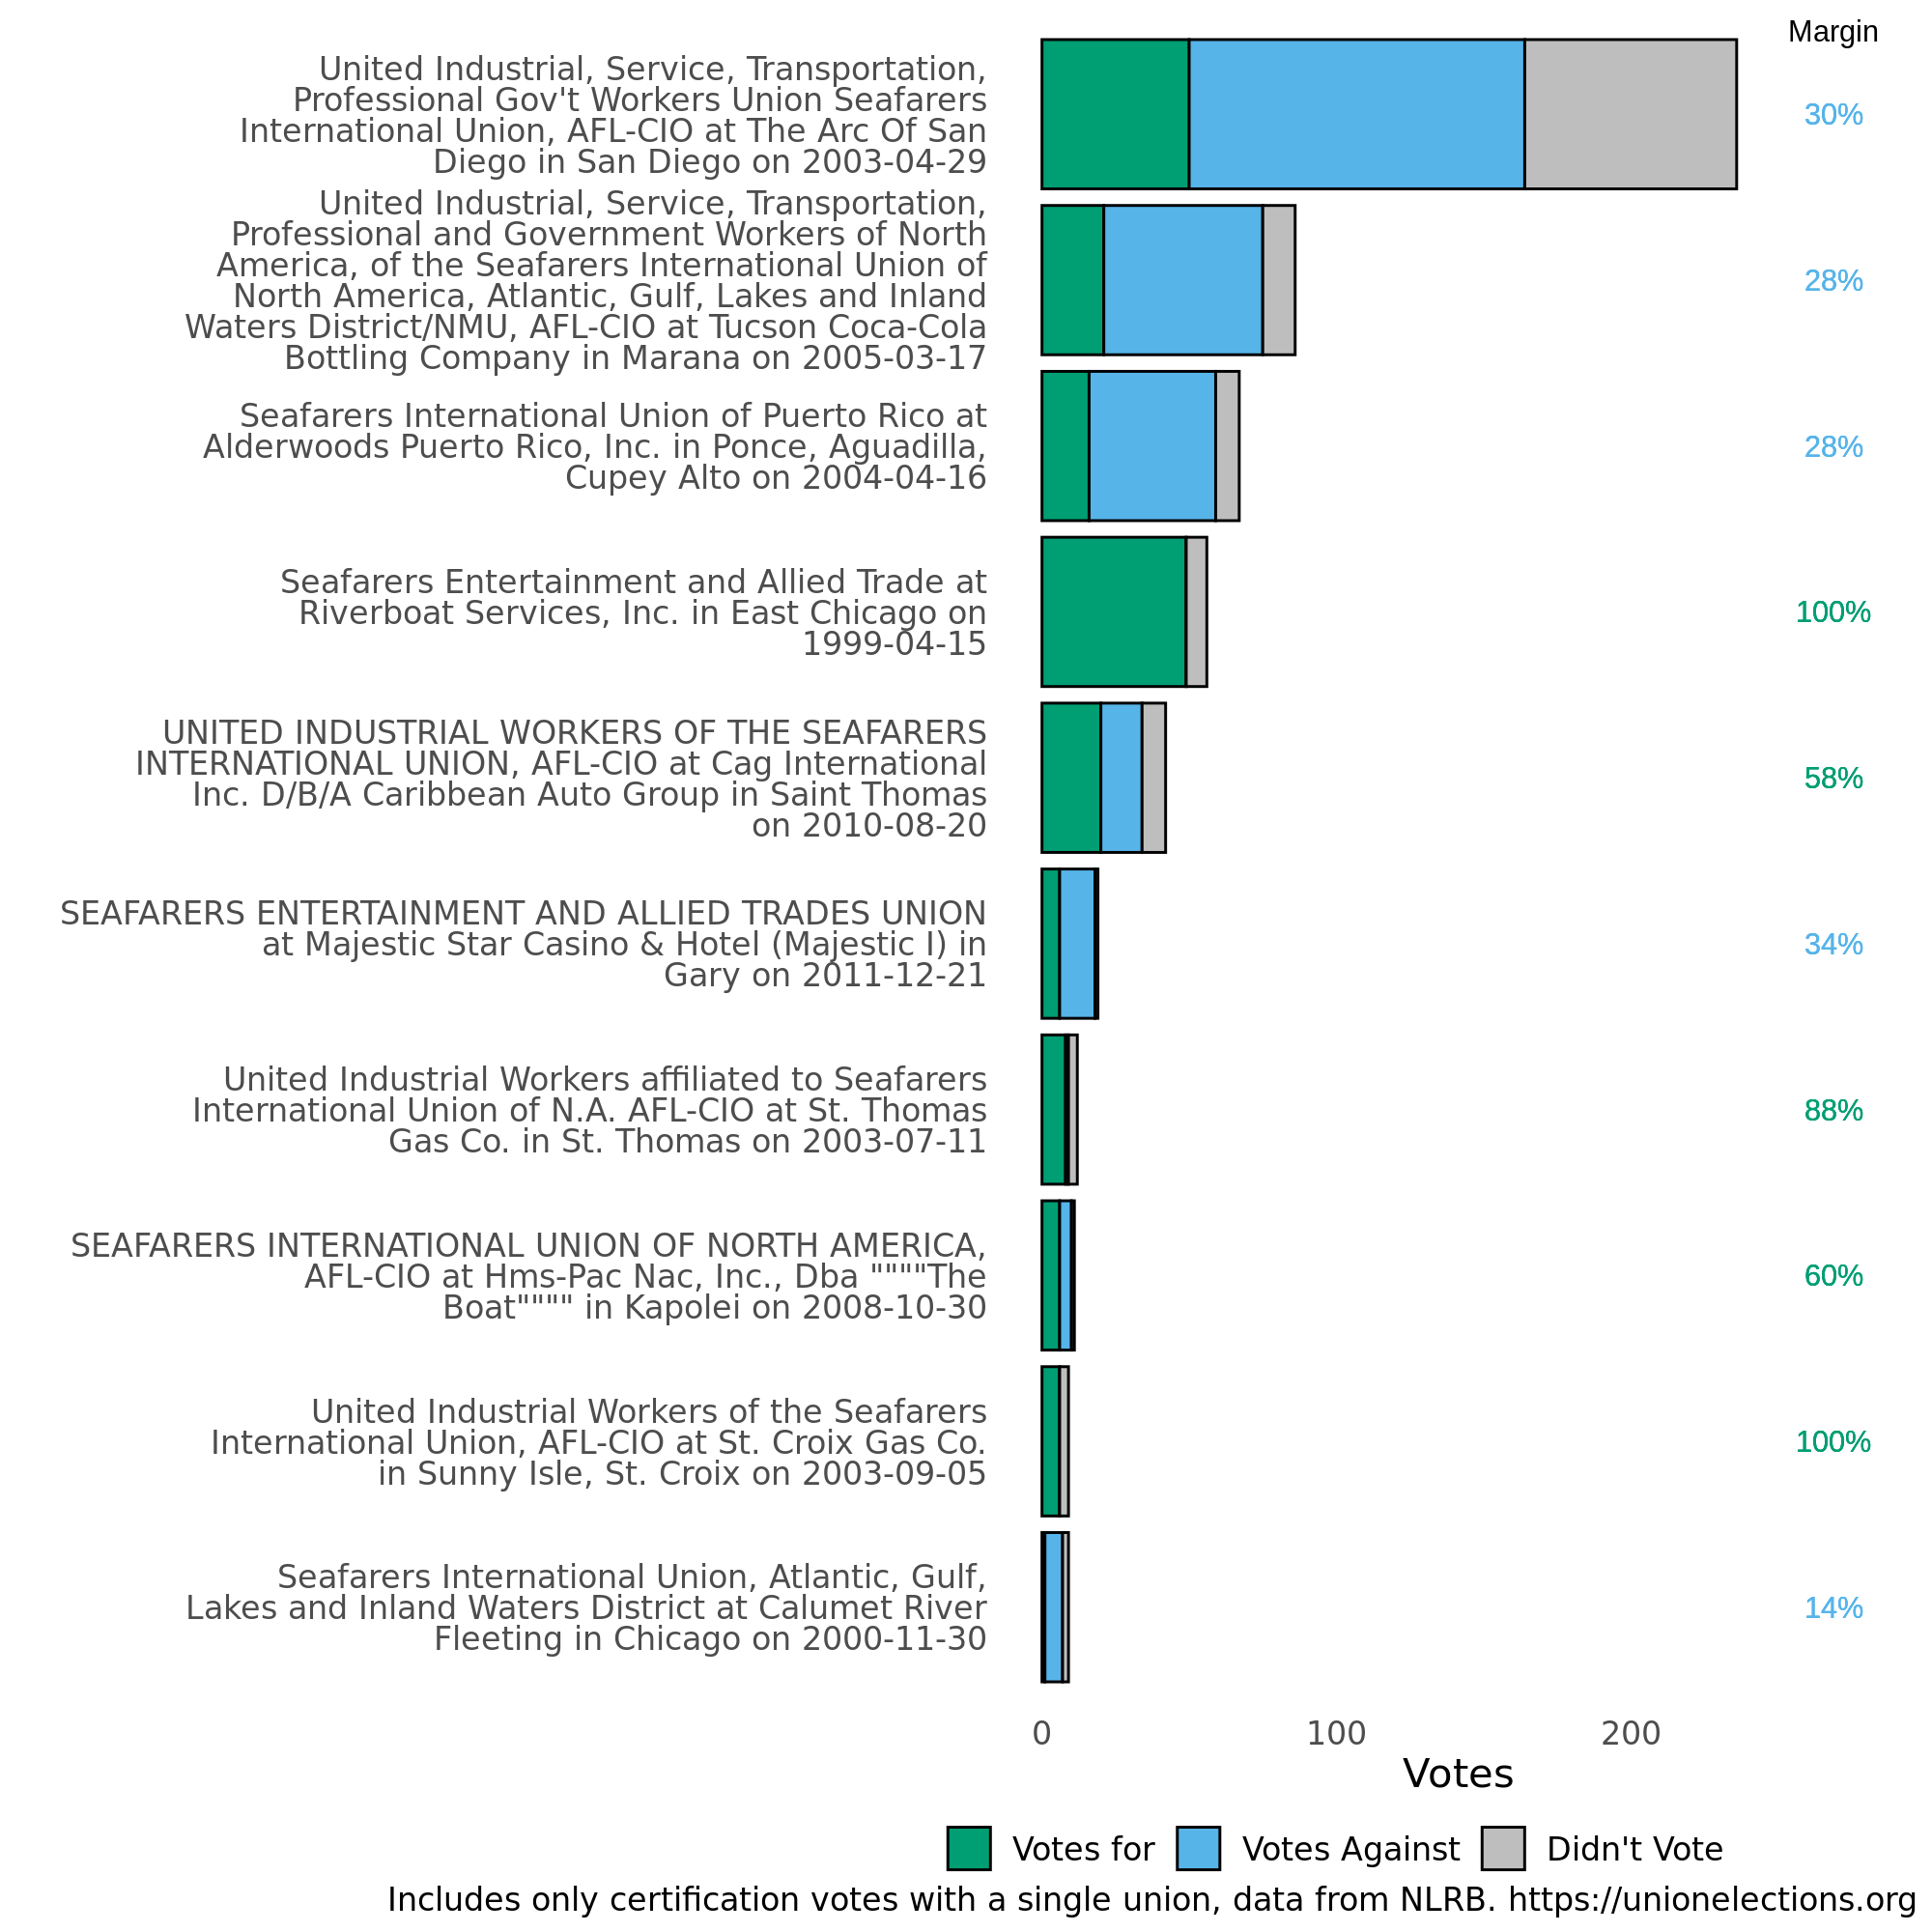 Margin
United Industrial, Service, Transportation,
Professional Gov't Workers Union Seafarers
International Union, AFL-CIO at The Arc Of San
Diego in San Diego on 2003-04-29
30%
United Industrial, Service, Transportation,
Professional and Government Workers of North
America, of the Seafarers International Union of
North America, Atlantic, Gulf, Lakes and Inland
Waters District/NMU, AFL-CIO at Tucson Coca-Cola
Bottling Company in Marana on 2005-03-17
28%
Seafarers International Union of Puerto Rico at
Alderwoods Puerto Rico, Inc. in Ponce, Aguadilla,
Cupey Alto on 2004-04-16
28%
Seafarers Entertainment and Allied Trade at
Riverboat Services, Inc. in East Chicago on
1999-04-15
100%
UNITED INDUSTRIAL WORKERS OF THE SEAFARERS
INTERNATIONAL UNION, AFL-CIO at Cag International
Inc. D/B/A Caribbean Auto Group in Saint Thomas
on 2010-08-20
58%
SEAFARERS ENTERTAINMENT AND ALLIED TRADES UNION
at Majestic Star Casino & Hotel (Majestic I) in
Gary on 2011-12-21
34%
United Industrial Workers affiliated to Seafarers
International Union of N.A. AFL-CIO at St. Thomas
Gas Co. in St. Thomas on 2003-07-11
88%
SEAFARERS INTERNATIONAL UNION OF NORTH AMERICA,
AFL-CIO at Hms-Pac Nac, Inc., Dba """"The
Boat"""" in Kapolei on 2008-10-30
60%
United Industrial Workers of the Seafarers
International Union, AFL-CIO at St. Croix Gas Co.
in Sunny Isle, St. Croix on 2003-09-05
100%
Seafarers International Union, Atlantic, Gulf,
Lakes and Inland Waters District at Calumet River
Fleeting in Chicago on 2000-11-30
14%
0 100 200
Votes
Votes for Votes Against Didn't Vote
Includes only certification votes with a single union, data from NLRB. https://unionelections.org